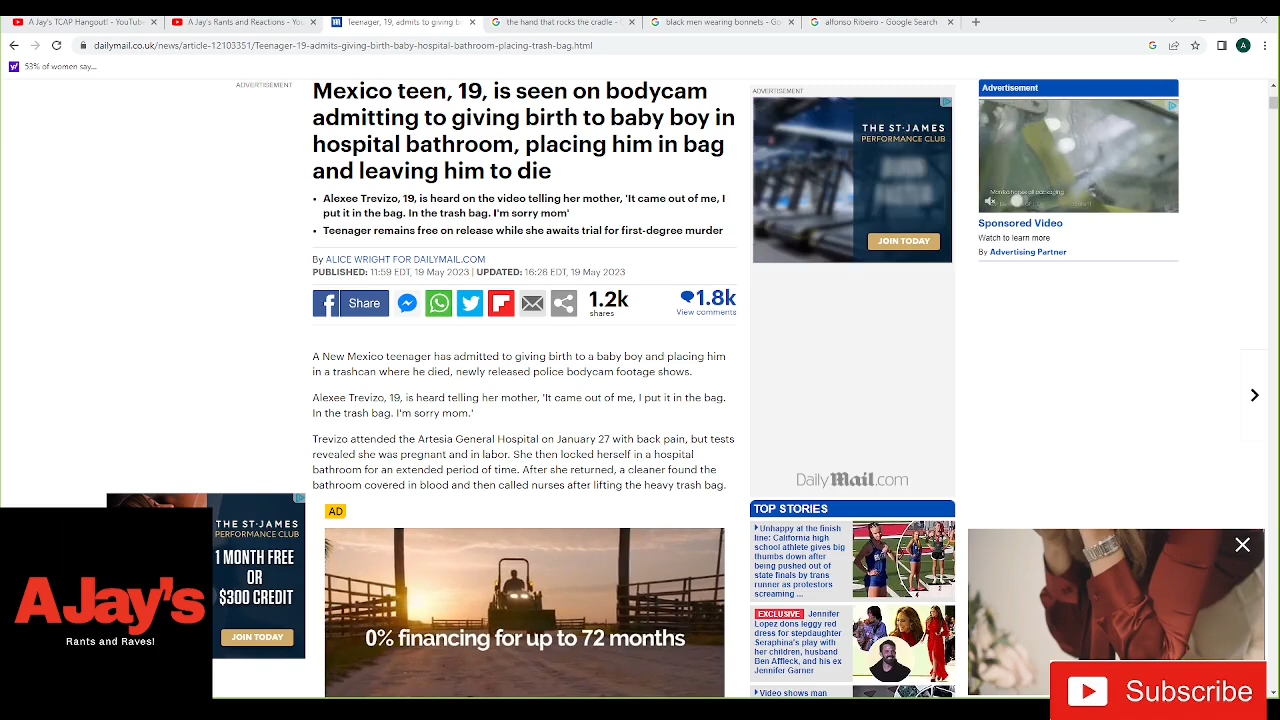 A Jay's TCAP Hangout! - YouTube
A Jay's Rants and Reactions - You
Teenager, 19, admits to giving bi
the hand that rocks the cradle - G
black men wearing bonnets - Go
alfonso Ribeiro - Google Search
dailymail.co.uk/news/article-12103351/Teenager-19-admits-giving-birth-baby-hospital-bathroom-placing-trash-bag.html
A
53% of women say...
ADVERTISEMENT
Mexico teen, 19, is seen on bodycam
admitting to giving birth to baby boy in
hospital bathroom, placing him in bag
and leaving him to die
• Alexee Trevizo, 19, is heard on the video telling her mother, 'It came out of me, I
put it in the bag. In the trash bag. I'm sorry mom'
• Teenager remains free on release while she awaits trial for first-degree murder
By ALICE WRIGHT FOR DAILYMAIL.COM
PUBLISHED: 11:59 EDT, 19 May 2023 | UPDATED: 16:26 EDT, 19 May 2023
Share
1.2k
shares
1.8k
View comments
A New Mexico teenager has admitted to giving birth to a baby boy and placing him
in a trashcan where he died, newly released police bodycam footage shows.
Alexee Trevizo, 19, is heard telling her mother, 'It came out of me, I put it in the bag.
In the trash bag. I'm sorry mom.'
Trevizo attended the Artesia General Hospital on January 27 with back pain, but tests
revealed she was pregnant and in labor. She then locked herself in a hospital
bathroom for an extended period of time. After she returned, a cleaner found the
bathroom covered in blood and then called nurses after lifting the heavy trash bag.
AD
0% financing for up to 72 months
ADVERTISEMENT
THE ST·JAMES
PERFORMANCE CLUB
JOIN TODAY
DailyMail.com
TOP STORIES
Unhappy at the finish
line: California high
school athlete gives big
thumbs down after
being pushed out of
state finals by trans
runner as protestors
screaming ...
EXCLUSIVE Jennifer
Lopez dons leggy red
dress for stepdaughter
Seraphina's play with
her children, husband
Ben Affleck, and his ex
Jennifer Garner
Video shows man
Advertisement
Sponsored Video
Watch to learn more
By Advertising Partner
THE ST·JAMES
PERFORMANCE CLUB
1 MONTH FREE
OR
$300 CREDIT
JOIN TODAY
A Jay's
Rants and Raves!
Subscribe